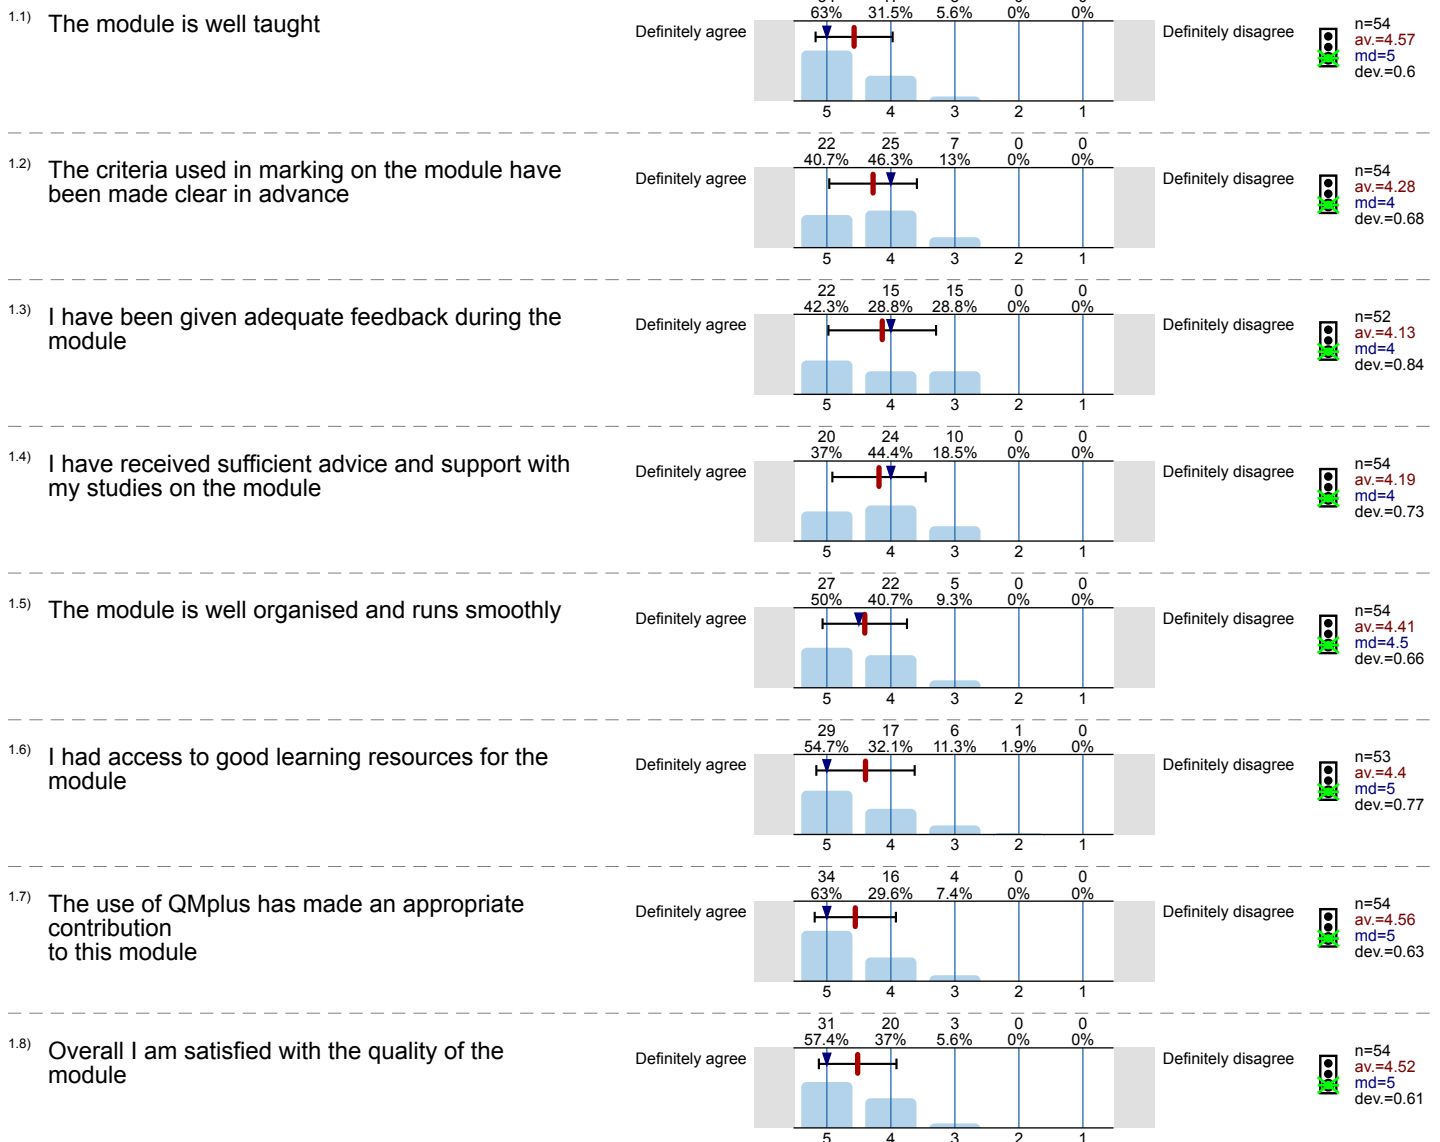 1.1) The module is well taught
Definitely agree
63% 31.5% 5.6% 0% 0%
5 4 3 2 1
Definitely disagree
n=54
av.=4.57
md=5
dev.=0.6
1.2) The criteria used in marking on the module have
been made clear in advance
Definitely agree
22 25 7 0 0
40.7% 46.3% 13% 0% 0%
5 4 3 2 1
Definitely disagree
n=54
av.=4.28
md=4
dev.=0.68
1.3) I have been given adequate feedback during the
module
Definitely agree
22 15 15 0 0
42.3% 28.8% 28.8% 0% 0%
5 4 3 2 1
Definitely disagree
n=52
av.=4.13
md=4
dev.=0.84
1.4) I have received sufficient advice and support with
my studies on the module
Definitely agree
20 24 10 0 0
37% 44.4% 18.5% 0% 0%
5 4 3 2 1
Definitely disagree
n=54
av.=4.19
md=4
dev.=0.73
1.5) The module is well organised and runs smoothly
Definitely agree
27 22 5 0 0
50% 40.7% 9.3% 0% 0%
5 4 3 2 1
Definitely disagree
n=54
av.=4.41
md=4.5
dev.=0.66
1.6) I had access to good learning resources for the
module
Definitely agree
29 17 6 1 0
54.7% 32.1% 11.3% 1.9% 0%
5 4 3 2 1
Definitely disagree
n=53
av.=4.4
md=5
dev.=0.77
1.7) The use of QMplus has made an appropriate
contribution
to this module
Definitely agree
34 16 4 0 0
63% 29.6% 7.4% 0% 0%
5 4 3 2 1
Definitely disagree
n=54
av.=4.56
md=5
dev.=0.63
1.8) Overall I am satisfied with the quality of the
module
Definitely agree
31 20 3 0 0
57.4% 37% 5.6% 0% 0%
5 4 3 2 1
Definitely disagree
n=54
av.=4.52
md=5
dev.=0.61